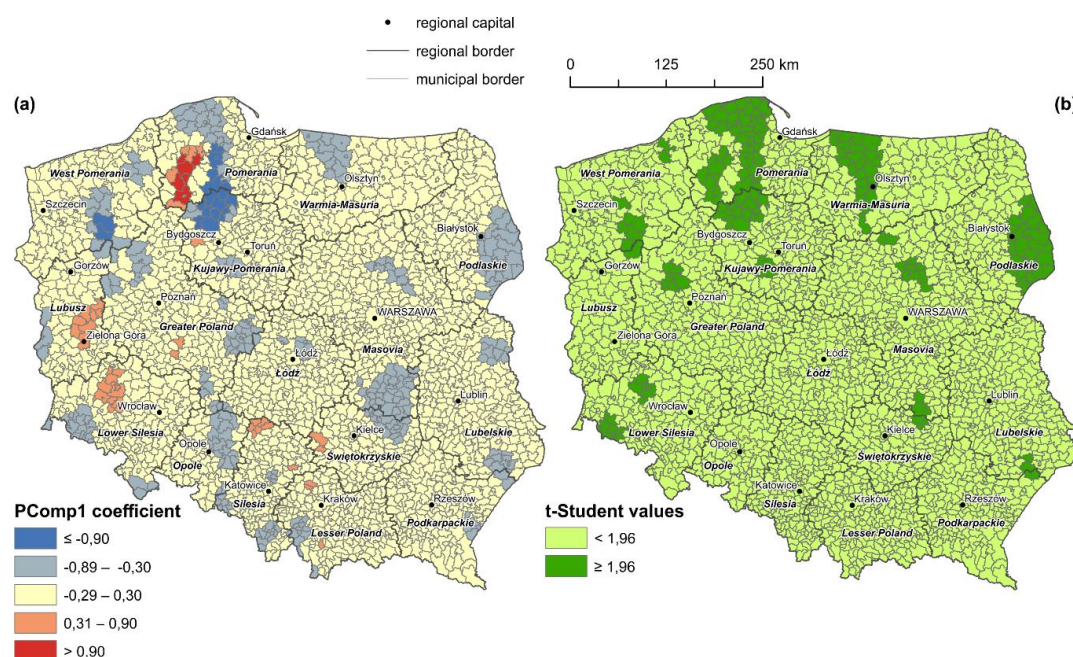 regional capital
regional border
municipal border
0 125 250 km
(a)
Gdańsk
West Pomerania
Pomerania
Olsztyn
Szczecin
Warmia-Masuria
Bydgoszcz
Białystok
Toruń
Gorzów
Kujawy-Pomerania
Podlaskie
Lubusz
Poznań
WARSZAWA
Greater Poland
Zielona Góra
Masovia
Łódź
Łódź
Lublin
Wrocław
Lower Silesia
Kielce
Lubelskie
Opole
Świętokrzyskie
Opole
Katowice
Silesia
Kraków
Rzeszów
Podkarpackie
Lesser Poland
PComp1 coefficient
≤ -0,90
-0,89 – -0,30
-0,29 – 0,30
0,31 – 0,90
> 0.90
(b)
Gdańsk
West Pomerania
Pomerania
Olsztyn
Szczecin
Warmia-Masuria
Bydgoszcz
Białystok
Toruń
Gorzów
Kujawy-Pomerania
Podlaskie
Lubusz
Poznań
WARSZAWA
Greater Poland
Zielona Góra
Masovia
Łódź
Łódź
Lublin
Wrocław
Lower Silesia
Kielce
Lubelskie
Opole
Świętokrzyskie
Opole
Katowice
Silesia
Kraków
Rzeszów
Podkarpackie
Lesser Poland
t-Student values
< 1,96
≥ 1,96